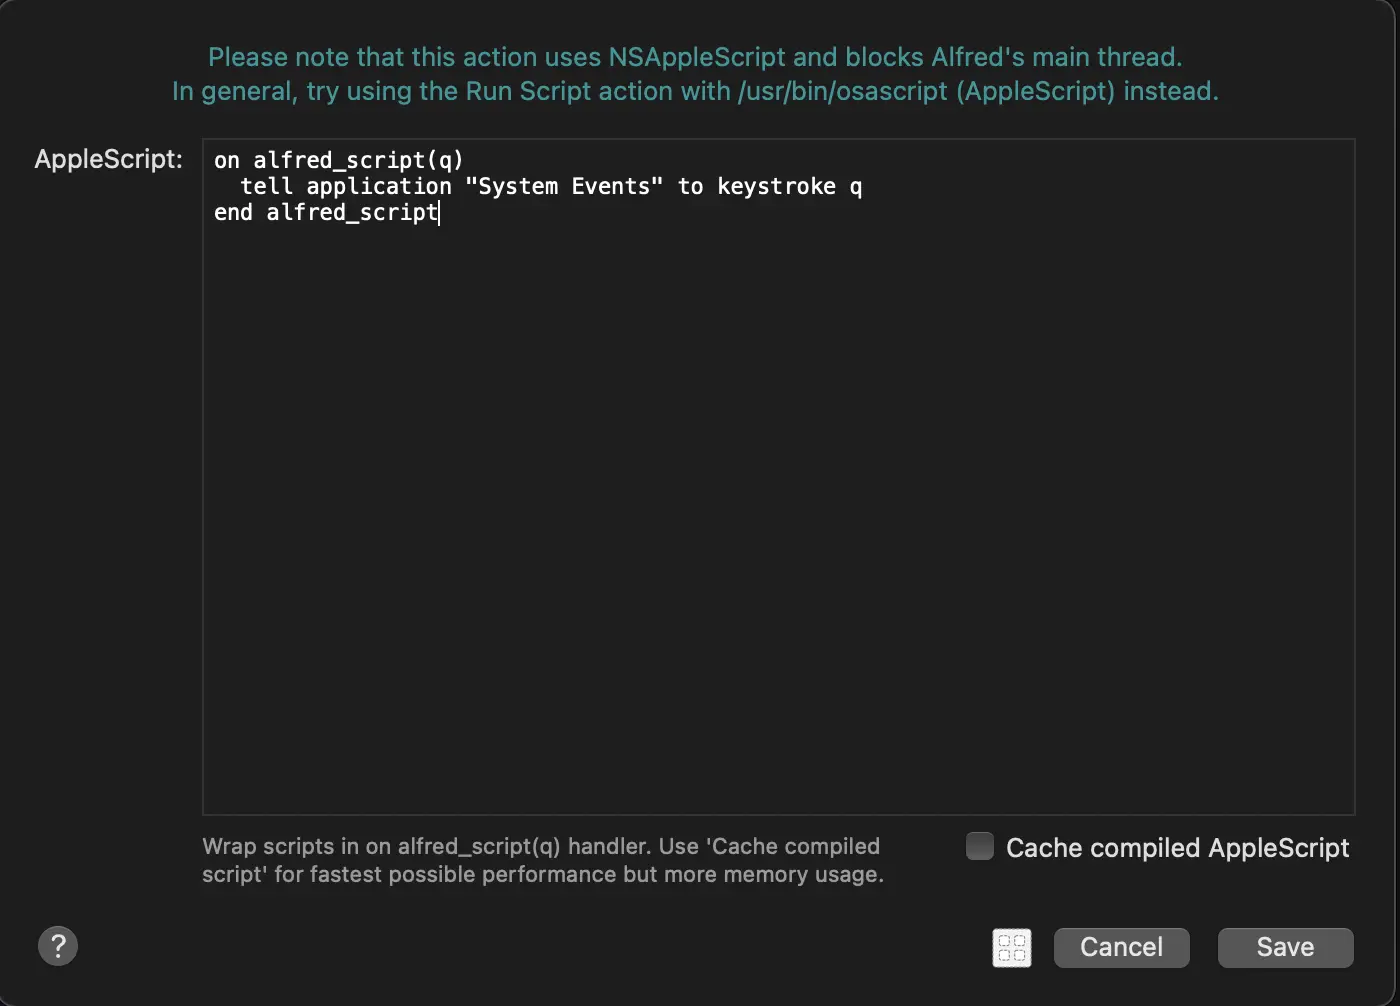 Please note that this action uses NSAppleScript and blocks Alfred's main thread.
In general, try using the Run Script action with /usr/bin/osascript (AppleScript) instead.
AppleScript:
on alfred_script(q)
  tell application "System Events" to keystroke q
end alfred_script
Wrap scripts in on alfred_script(q) handler. Use 'Cache compiled
script' for fastest possible performance but more memory usage.
Cache compiled AppleScript
?
Cancel
Save